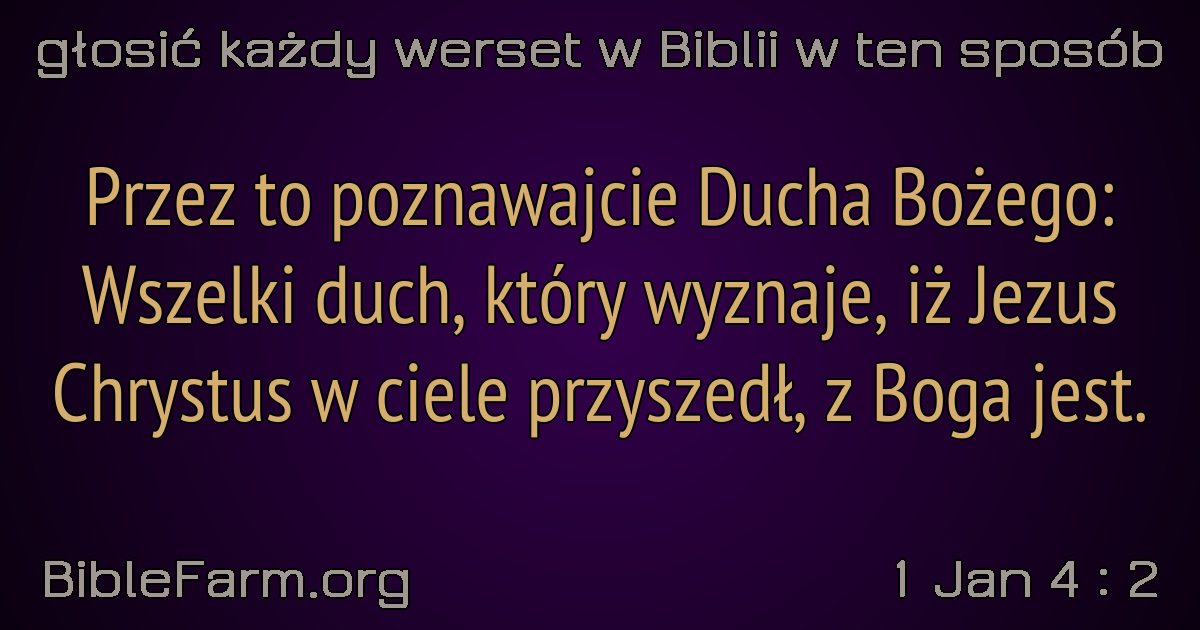 głosić każdy werset w Biblii w ten sposób
Przez to poznawajcie Ducha Bożego:
Wszelki duch, który wyznaje, iż Jezus
Chrystus w ciele przyszedł, z Boga jest.
BibleFarm.org
1 Jan 4 : 2